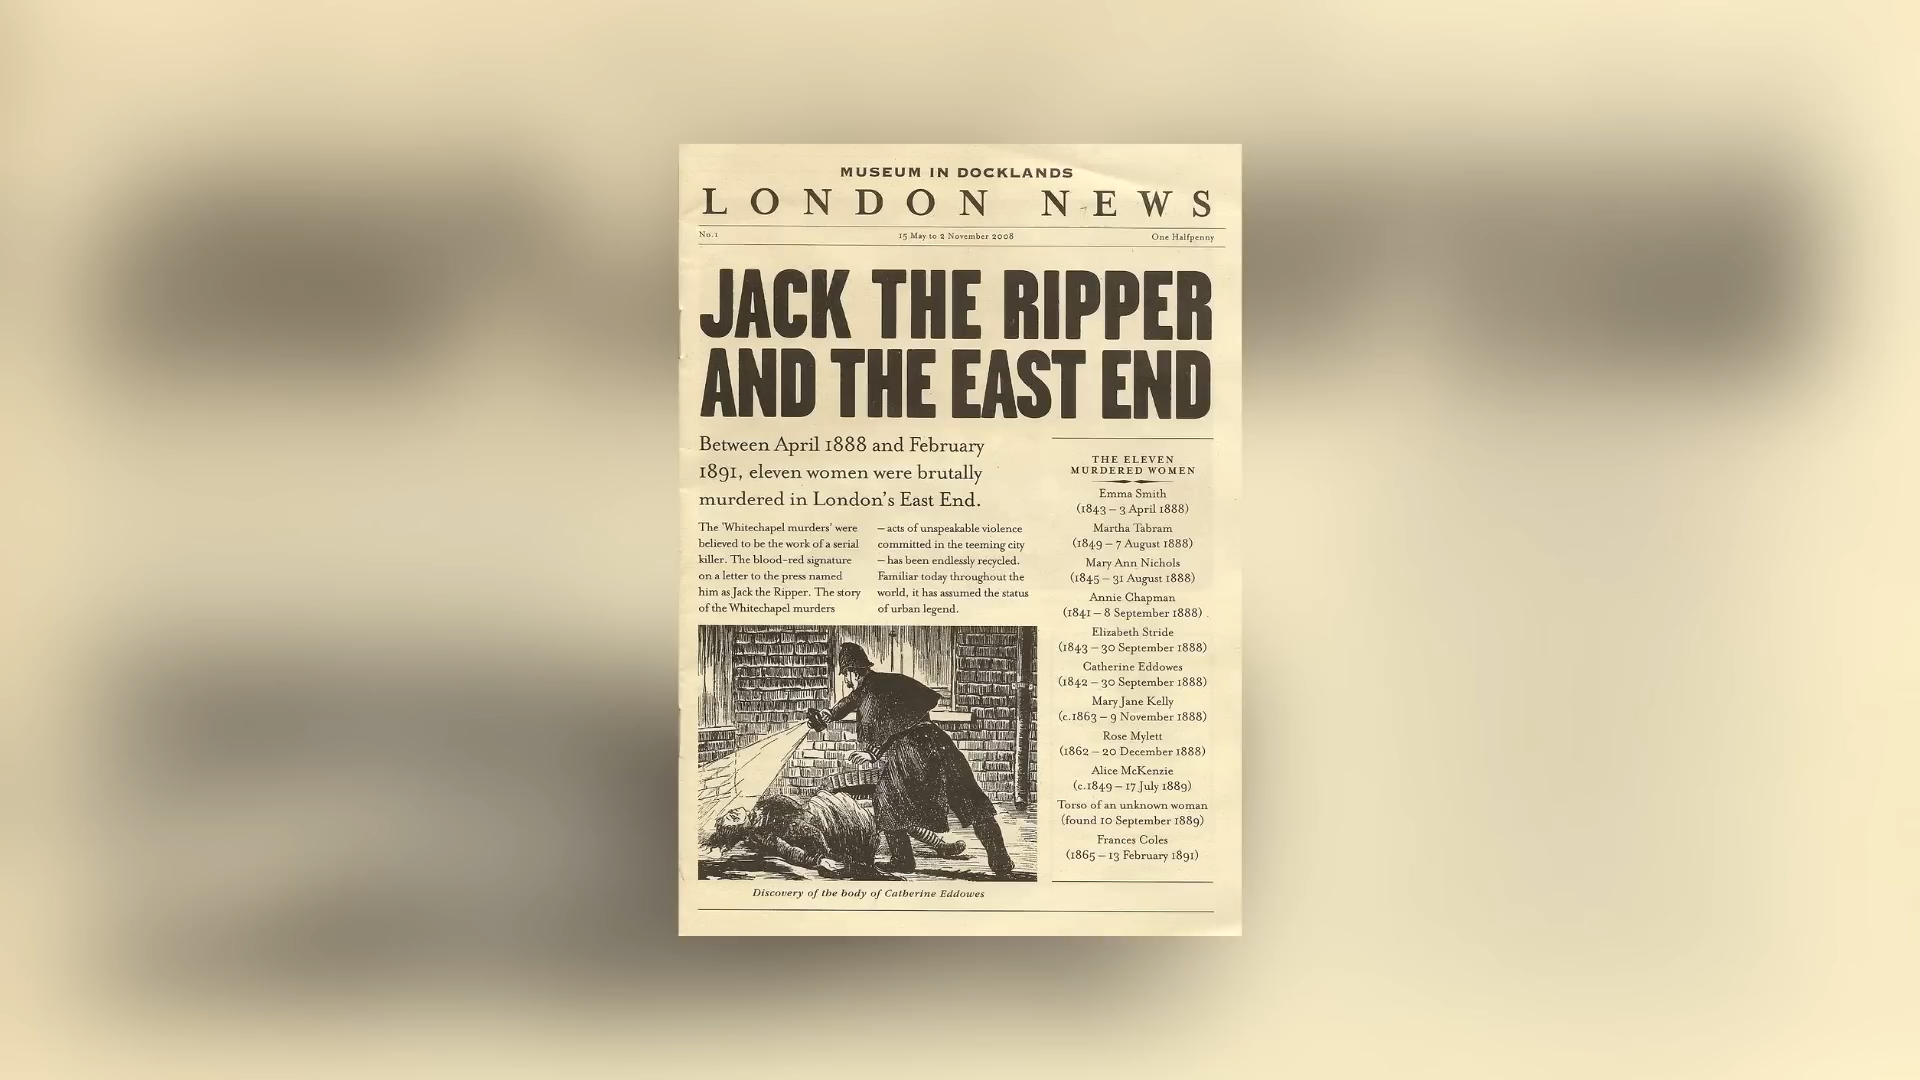 MUSEUM IN DOCKLANDS
LONDON NEWS
No.1 15 May to 2 November 2008 One Halfpenny
JACK THE RIPPER
AND THE EAST END
Between April 1888 and February
1891, eleven women were brutally
murdered in London's East End.
The 'Whitechapel murders' were
believed to be the work of a serial
killer. The blood-red signature
on a letter to the press named
him as Jack the Ripper. The story
of the Whitechapel murders
– acts of unspeakable violence
committed in the teeming city
– has been endlessly recycled.
Familiar today throughout the
world, it has assumed the status
of urban legend.
Discovery of the body of Catherine Eddowes
THE ELEVEN
MURDERED WOMEN
Emma Smith
(1843 – 3 April 1888)
Martha Tabram
(1849 – 7 August 1888)
Mary Ann Nichols
(1845 – 31 August 1888)
Annie Chapman
(1841 – 8 September 1888)
Elizabeth Stride
(1843 – 30 September 1888)
Catherine Eddowes
(1842 – 30 September 1888)
Mary Jane Kelly
(c.1863 – 9 November 1888)
Rose Mylett
(1862 – 20 December 1888)
Alice McKenzie
(c.1849 – 17 July 1889)
Torso of an unknown woman
(found 10 September 1889)
Frances Coles
(1865 – 13 February 1891)